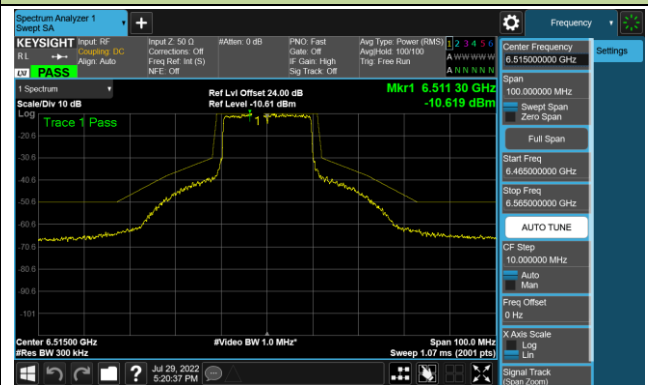 Spectrum Analyzer 1
Swept SA
Frequency
KEYSIGHT
RL
LXI PASS
Input: RF
Coupling: DC
Align: Auto
Input Z: 50 Ω
Corrections: Off
Freq Ref: Int (S)
NFE: Off
#Atten: 0 dB
PNO: Fast
Gate: Off
IF Gain: High
Sig Track: Off
Avg Type: Power (RMS)
Avg|Hold: 100/100
Trig: Free Run
1 2 3 4 5 6
A W W W W W
A N N N N N
1 Spectrum
Scale/Div 10 dB
Log
Ref Lvl Offset 24.00 dB
Ref Level -10.61 dBm
Mkr1 6.511 30 GHz
-10.619 dBm
Trace 1 Pass
1
-20.6
-30.6
-40.6
-50.6
-60.6
-70.6
-80.6
-90.6
-101
Center 6.51500 GHz
#Res BW 300 kHz
#Video BW 1.0 MHz*
Span 100.0 MHz
Sweep 1.07 ms (2001 pts)
Jul 29, 2022
5:20:37 PM
Center Frequency
6.515000000 GHz
Settings
Span
100.000000 MHz
Swept Span
Zero Span
Full Span
Start Freq
6.465000000 GHz
Stop Freq
6.565000000 GHz
AUTO TUNE
CF Step
10.000000 MHz
Auto
Man
Freq Offset
0 Hz
X Axis Scale
Log
Lin
Signal Track
(Span Zoom)